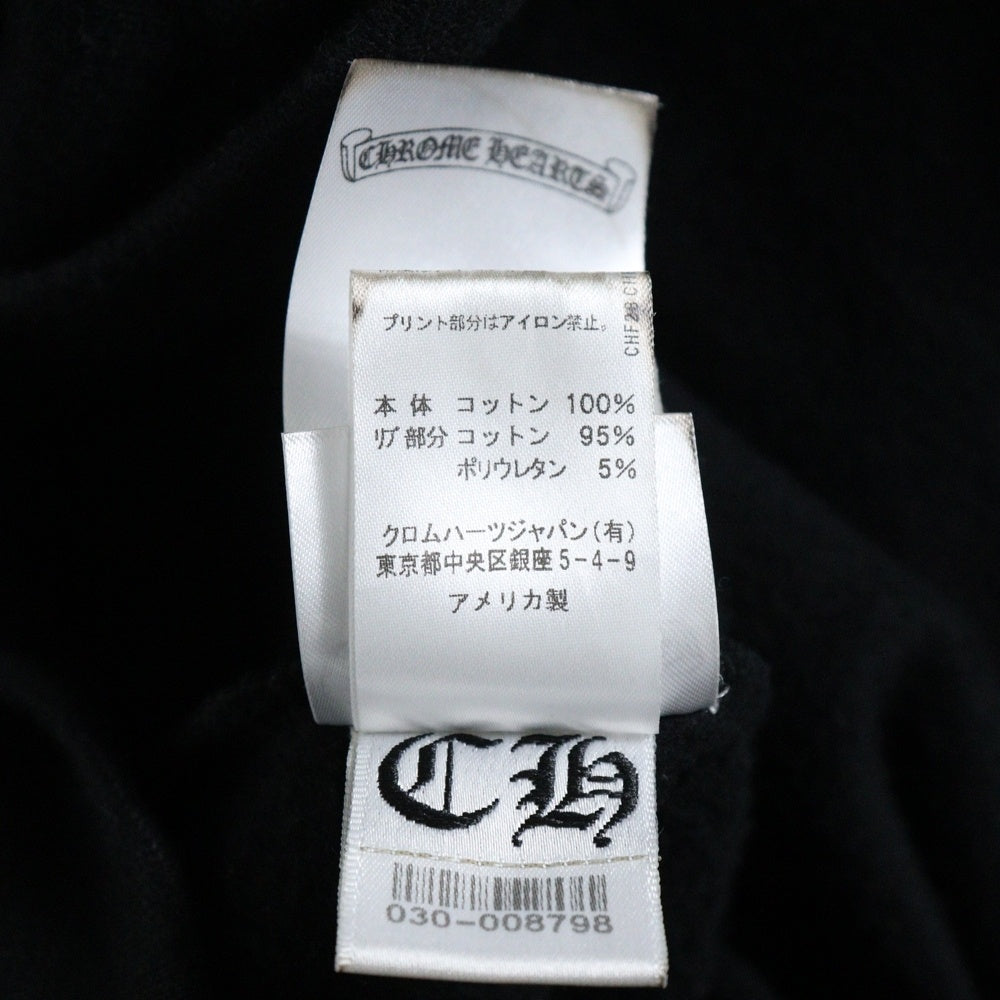 CHROME HEARTS
プリント部分はアイロン禁止。
本体 コットン 100%
リブ部分 コットン 95%
ポリウレタン 5%
クロムハーツジャパン(有)
東京都中央区銀座5-4-9
アメリカ製
CH
030-008798